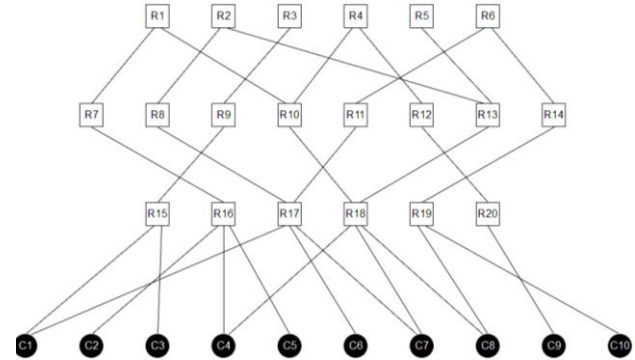 R1 R2 R3 R4 R5 R6
R7 R8 R9 R10 R11 R12 R13 R14
R15 R16 R17 R18 R19 R20
C1 C2 C3 C4 C5 C6 C7 C8 C9 C10